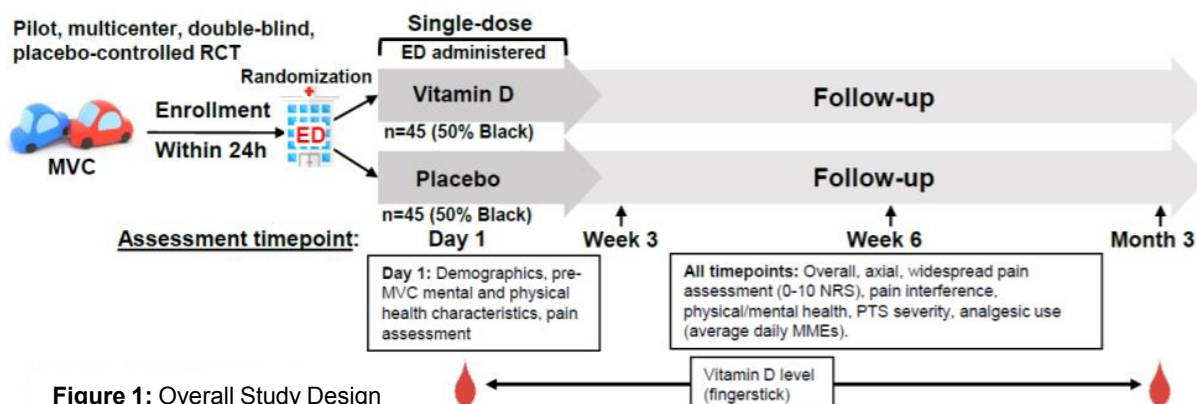 Pilot, multicenter, double-blind,
placebo-controlled RCT
Single-dose
ED administered
Randomization
Enrollment
Within 24h
MVC
ED
Vitamin D
Follow-up
n=45 (50% Black)
Placebo
Follow-up
n=45 (50% Black)
Assessment timepoint:
Day 1
Week 3
Week 6
Month 3
Day 1: Demographics, pre-
MVC mental and physical
health characteristics, pain
assessment
All timepoints: Overall, axial, widespread pain
assessment (0-10 NRS), pain interference,
physical/mental health, PTS severity, analgesic use
(average daily MMEs).
Vitamin D level
(fingerstick)
Figure 1: Overall Study Design